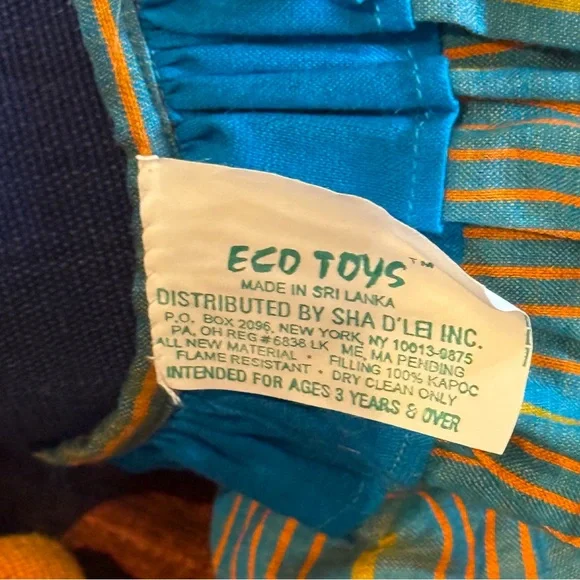 ECO TOYS™
MADE IN SRI LANKA
DISTRIBUTED BY SHA D'LEI INC.
P.O. BOX 2096, NEW YORK, NY 10013-0875
PA, OH REG #6838 LK ME, MA PENDING
ALL NEW MATERIAL • FILLING 100% KAPOC
FLAME RESISTANT • DRY CLEAN ONLY
INTENDED FOR AGES 3 YEARS & OVER